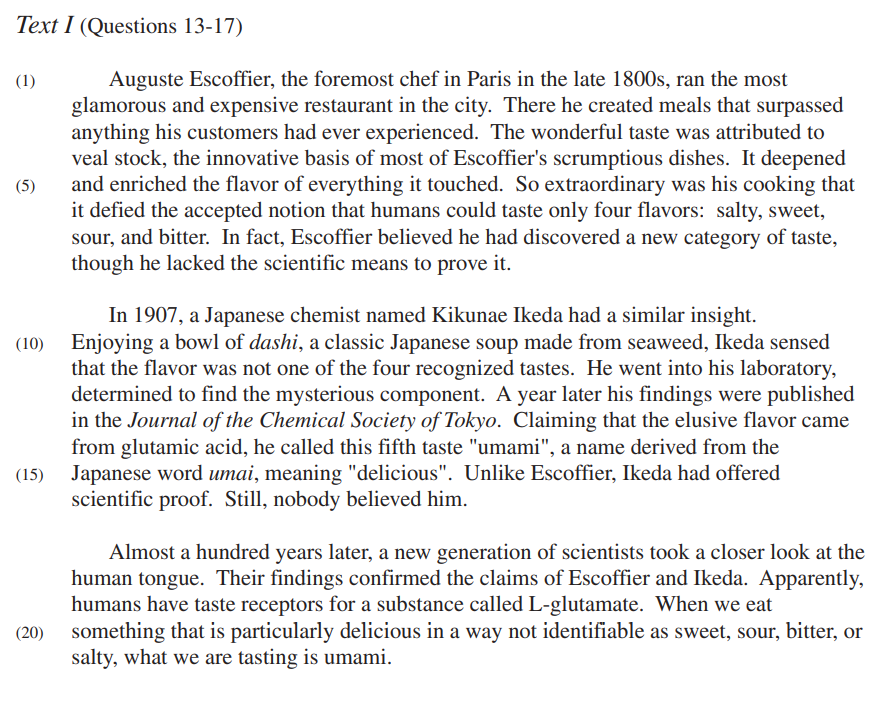 Text I (Questions 13-17)
(1) Auguste Escoffier, the foremost chef in Paris in the late 1800s, ran the most
glamorous and expensive restaurant in the city. There he created meals that surpassed
anything his customers had ever experienced. The wonderful taste was attributed to
veal stock, the innovative basis of most of Escoffier's scrumptious dishes. It deepened
(5) and enriched the flavor of everything it touched. So extraordinary was his cooking that
it defied the accepted notion that humans could taste only four flavors: salty, sweet,
sour, and bitter. In fact, Escoffier believed he had discovered a new category of taste,
though he lacked the scientific means to prove it.
In 1907, a Japanese chemist named Kikunae Ikeda had a similar insight.
(10) Enjoying a bowl of dashi, a classic Japanese soup made from seaweed, Ikeda sensed
that the flavor was not one of the four recognized tastes. He went into his laboratory,
determined to find the mysterious component. A year later his findings were published
in the Journal of the Chemical Society of Tokyo. Claiming that the elusive flavor came
from glutamic acid, he called this fifth taste "umami", a name derived from the
(15) Japanese word umai, meaning "delicious". Unlike Escoffier, Ikeda had offered
scientific proof. Still, nobody believed him.
Almost a hundred years later, a new generation of scientists took a closer look at the
human tongue. Their findings confirmed the claims of Escoffier and Ikeda. Apparently,
humans have taste receptors for a substance called L-glutamate. When we eat
(20) something that is particularly delicious in a way not identifiable as sweet, sour, bitter, or
salty, what we are tasting is umami.